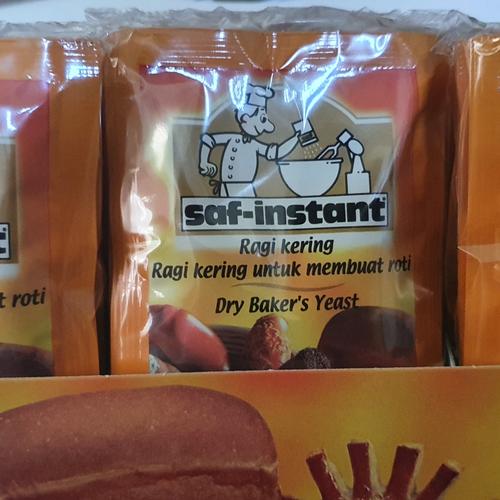 saf-instant
Ragi kering
Ragi kering untuk membuat roti
Dry Baker's Yeast
t roti